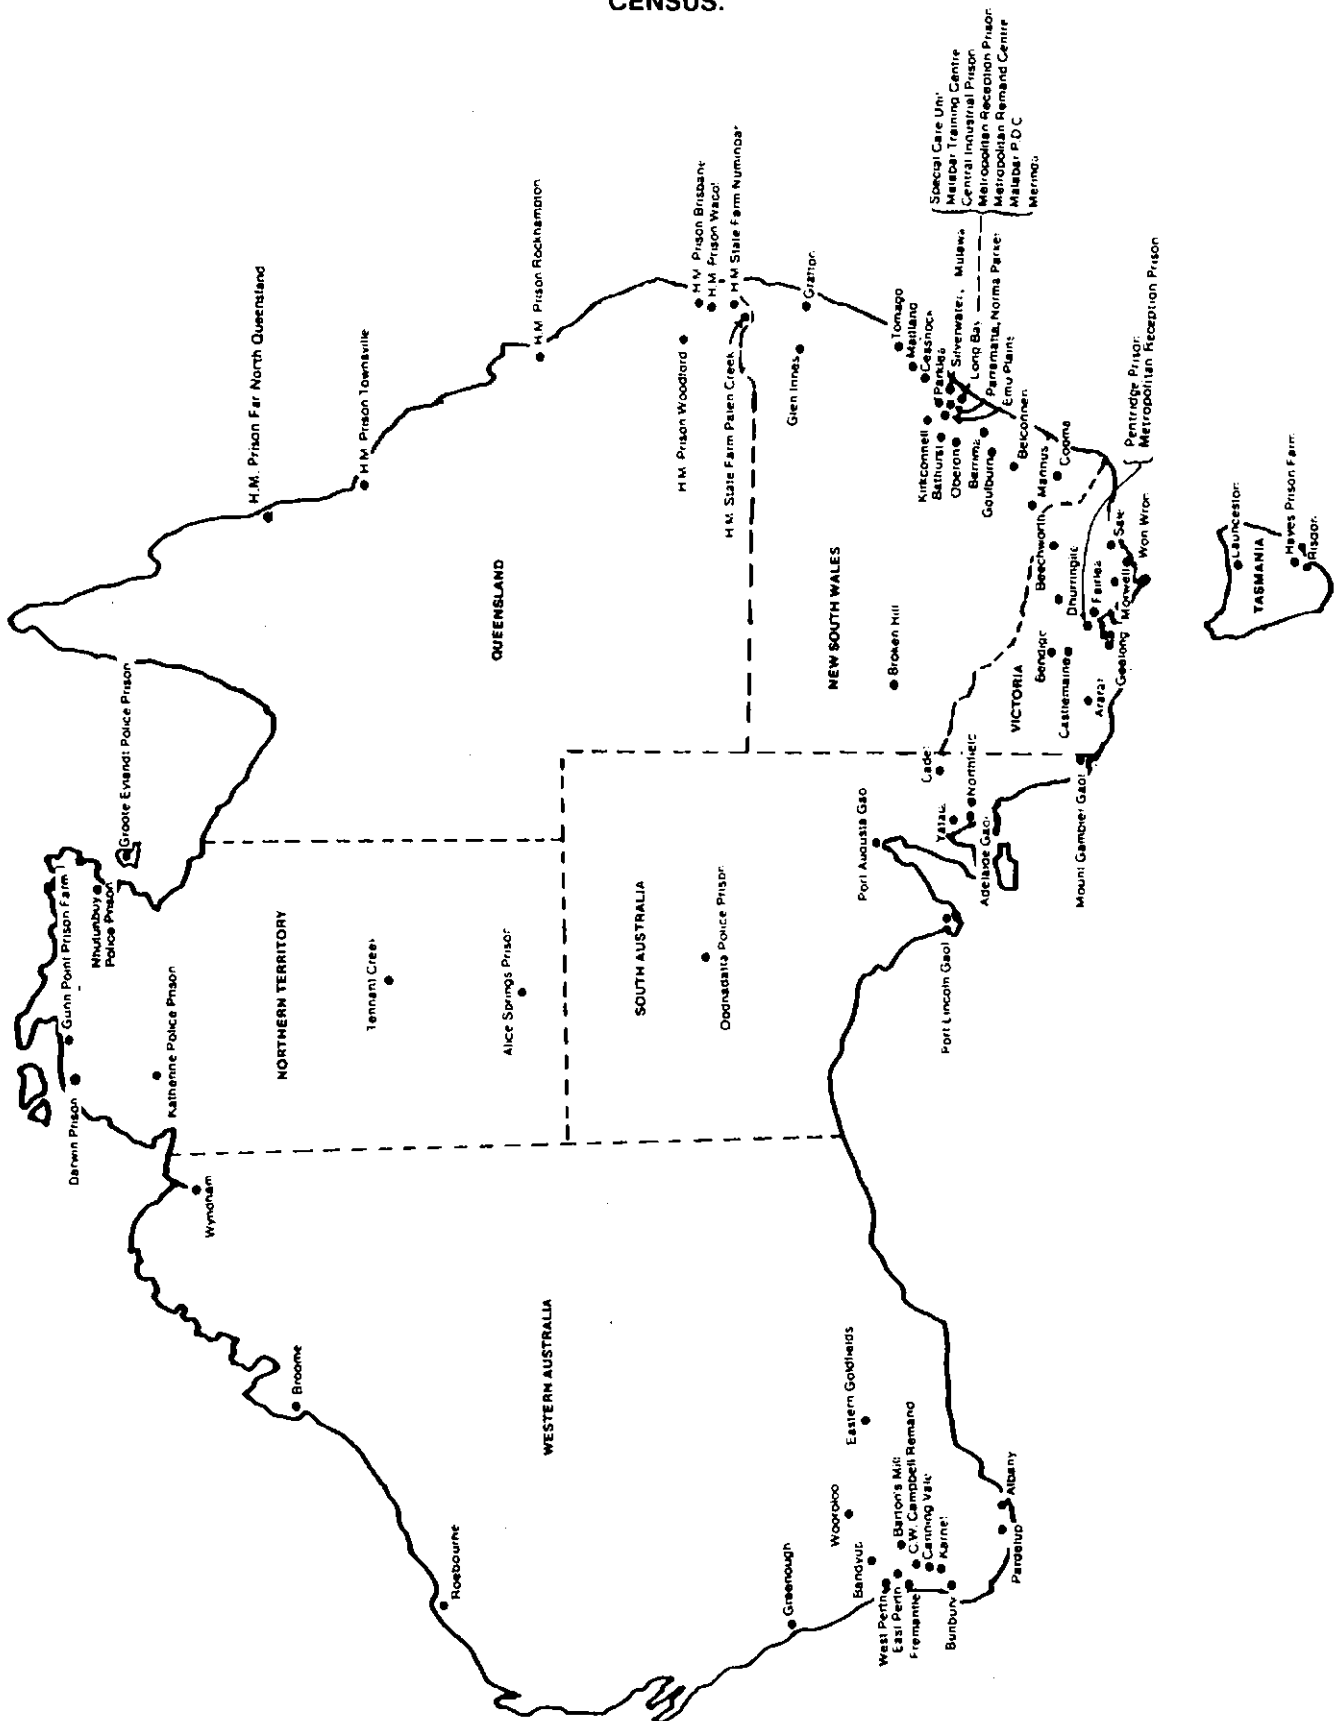 CENSUS.
Darwin Prison
Gunn Point Prison Farm
Nhulunbuy
Police Prison
Groote Eylandt Police Prison
Katherine Police Prison
NORTHERN TERRITORY
Tennant Creek
Alice Springs Prison
Wyndham
Broome
Roebourne
WESTERN AUSTRALIA
Greenough
Eastern Goldfields
Wooroloo
Bandyup
West Perth
East Perth
Fremantle
Barton's Mill
C.W. Campbell Remand
Canning Vale
Karnet
Bunbury
Pardelup
Albany
SOUTH AUSTRALIA
Oodnadatta Police Prison
Port Augusta Gaol
Port Lincoln Gaol
Cadell
Yatala
Northfield
Adelaide Gaol
Mount Gambier Gaol
QUEENSLAND
H.M. Prison Far North Queensland
H.M Prison Townsville
H.M. Prison Rockhampton
H.M Prison Woodford
H.M. Prison Brisbane
H.M. Prison Wacol
H.M State Farm Numinbah
H.M. State Farm Palen Creek
NEW SOUTH WALES
Broken Hill
Glen Innes
Grafton
Tomago
Maitland
Cessnock
Parklea
Kirkconnell
Bathurst
Oberon
Berrima
Goulburn
Silverwater, Mulawa
Long Bay
Special Care Unit
Malabar Training Centre
Central Industrial Prison
Metropolitan Reception Prison
Metropolitan Remand Centre
Malabar P.D.C
Merinda
Parramatta, Norma Parker
Emu Plains
Belconnen
Mannus
Cooma
VICTORIA
Beechworth
Dhurringile
Bendigo
Castlemaine
Ararat
Geelong
Fairlea
Morwell
Sale
Won Wron
Pentridge Prison
Metropolitan Reception Prison
TASMANIA
Launceston
Hayes Prison Farm
Risdon